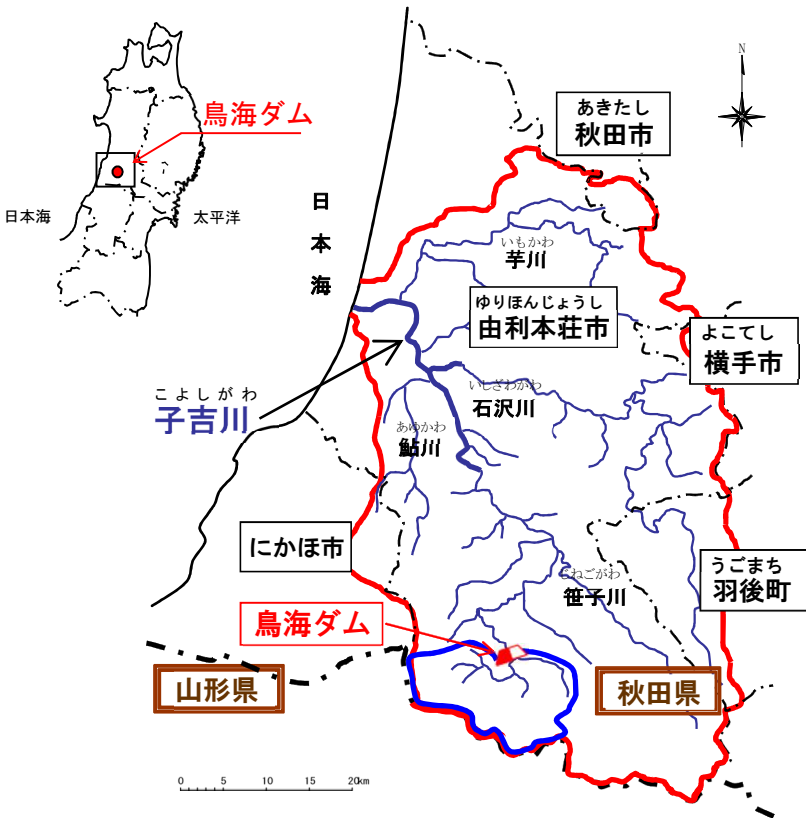 鳥海ダム
日本海
太平洋
N
あきたし
秋田市
日本海
いもかわ
芋川
ゆりほんじょうし
由利本荘市
よこてし
横手市
こよしがわ
子吉川
いしざわかわ
石沢川
あゆかわ
鮎川
にかほ市
うごまち
羽後町
じねごがわ
笹子川
鳥海ダム
山形県
秋田県
0 5 10 15 20km